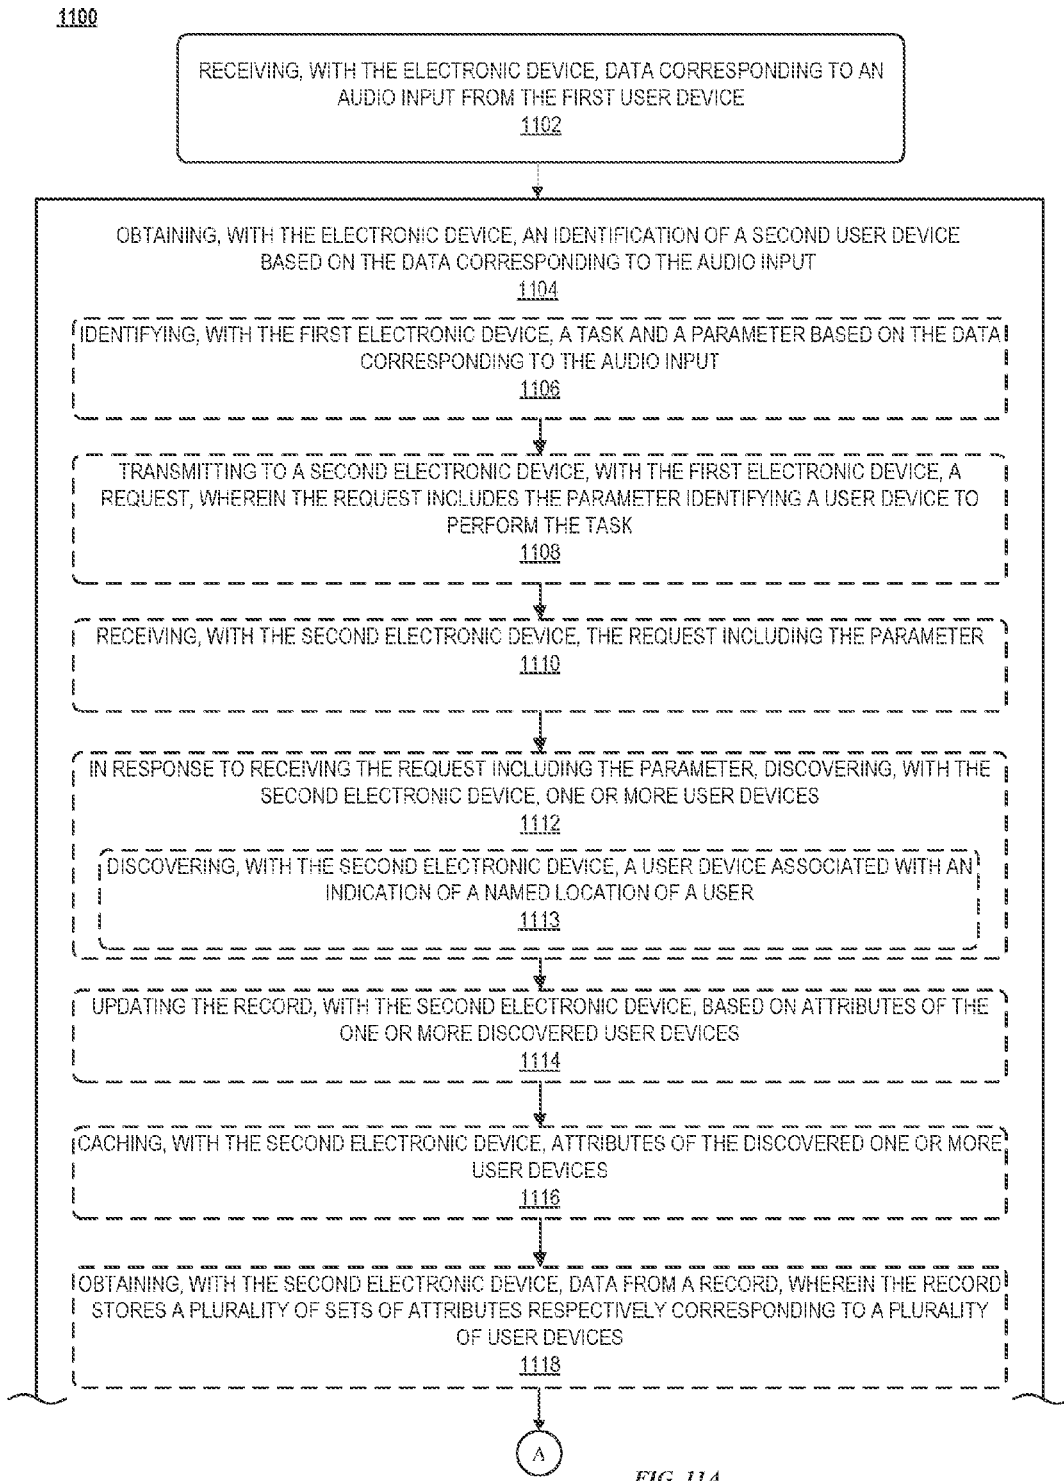 1100
RECEIVING, WITH THE ELECTRONIC DEVICE, DATA CORRESPONDING TO AN
AUDIO INPUT FROM THE FIRST USER DEVICE
1102
OBTAINING, WITH THE ELECTRONIC DEVICE, AN IDENTIFICATION OF A SECOND USER DEVICE
BASED ON THE DATA CORRESPONDING TO THE AUDIO INPUT
1104
IDENTIFYING, WITH THE FIRST ELECTRONIC DEVICE, A TASK AND A PARAMETER BASED ON THE DATA
CORRESPONDING TO THE AUDIO INPUT
1106
TRANSMITTING TO A SECOND ELECTRONIC DEVICE, WITH THE FIRST ELECTRONIC DEVICE, A
REQUEST, WHEREIN THE REQUEST INCLUDES THE PARAMETER IDENTIFYING A USER DEVICE TO
PERFORM THE TASK
1108
RECEIVING, WITH THE SECOND ELECTRONIC DEVICE, THE REQUEST INCLUDING THE PARAMETER
1110
IN RESPONSE TO RECEIVING THE REQUEST INCLUDING THE PARAMETER, DISCOVERING, WITH THE
SECOND ELECTRONIC DEVICE, ONE OR MORE USER DEVICES
1112
DISCOVERING, WITH THE SECOND ELECTRONIC DEVICE, A USER DEVICE ASSOCIATED WITH AN
INDICATION OF A NAMED LOCATION OF A USER
1113
UPDATING THE RECORD, WITH THE SECOND ELECTRONIC DEVICE, BASED ON ATTRIBUTES OF THE
ONE OR MORE DISCOVERED USER DEVICES
1114
CACHING, WITH THE SECOND ELECTRONIC DEVICE, ATTRIBUTES OF THE DISCOVERED ONE OR MORE
USER DEVICES
1116
OBTAINING, WITH THE SECOND ELECTRONIC DEVICE, DATA FROM A RECORD, WHEREIN THE RECORD
STORES A PLURALITY OF SETS OF ATTRIBUTES RESPECTIVELY CORRESPONDING TO A PLURALITY
OF USER DEVICES
1118
A
FIG. 11A